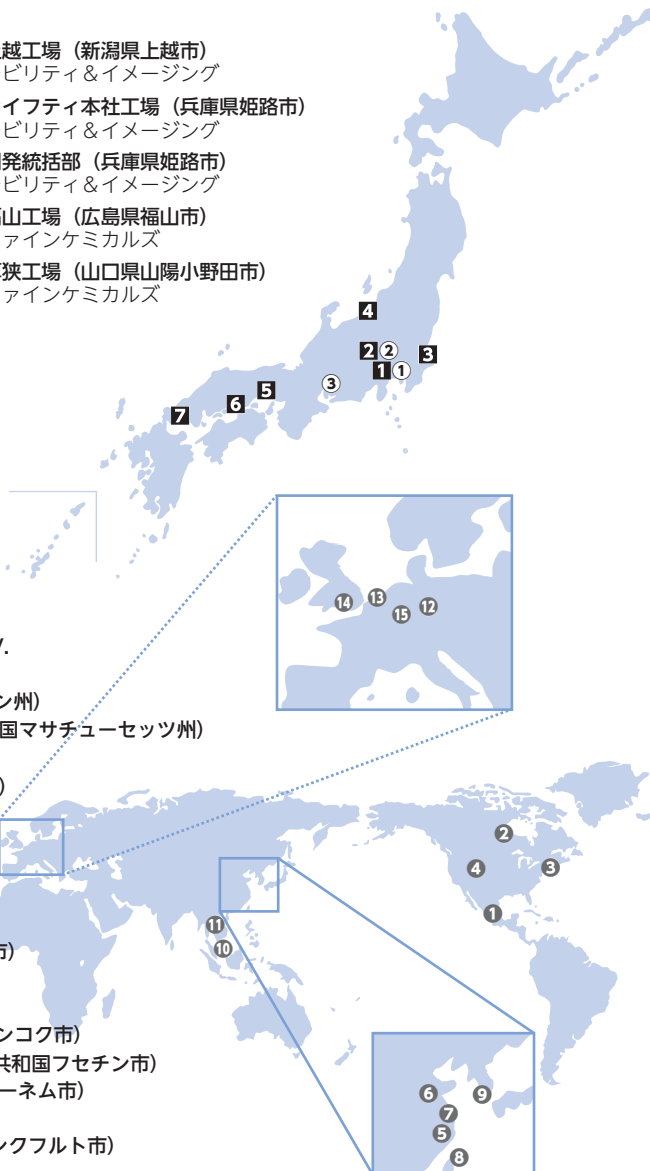 越工場（新潟県上越市）
ビリティ＆イメージング
イフティ本社工場（兵庫県姫路市）
ビリティ＆イメージング
発統括部（兵庫県姫路市）
ビリティ＆イメージング
山工場（広島県福山市）
ァインケミカルズ
狭工場（山口県山陽小野田市）
ァインケミカルズ
4
2 ② 3
1 ①
③
5
6
7
14 13 15 12
ン州）
国マサチューセッツ州）
）
2
4 3
1
11
10
市）
ンコク市）
共和国フセチン市）
ーネム市）
ンクフルト市）
6 9
7
5
8